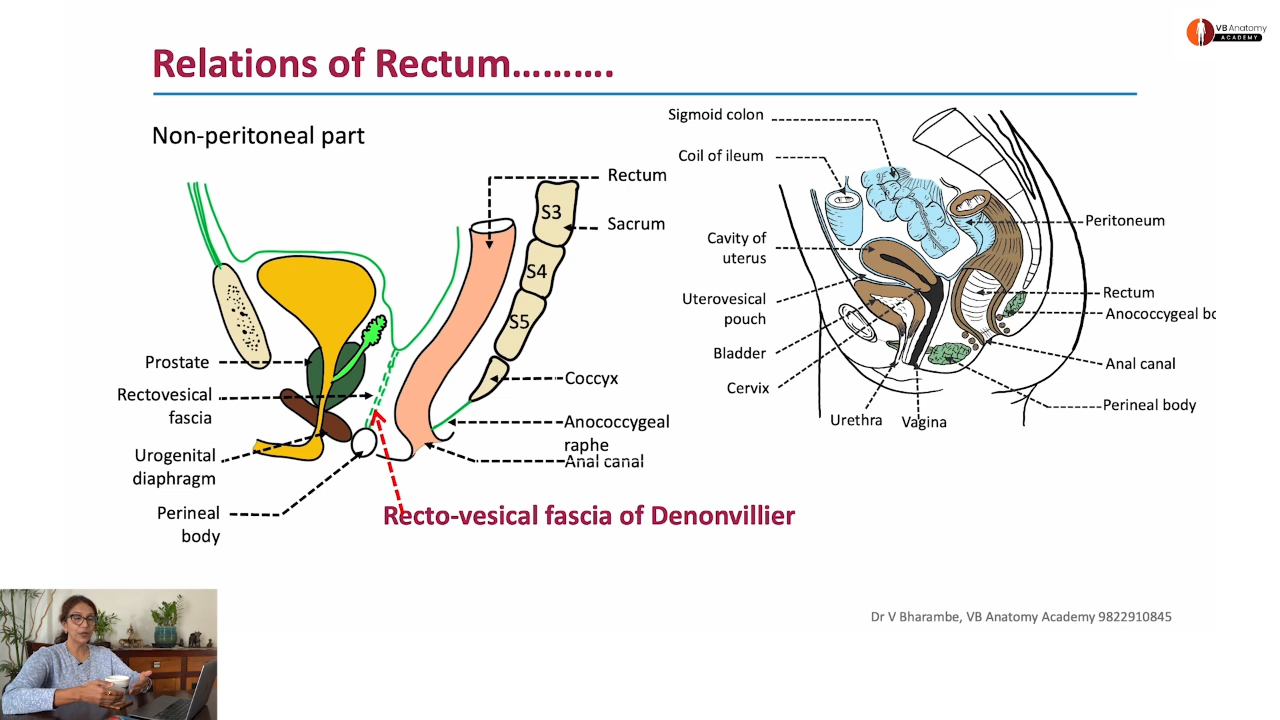 VB Anatomy
ACADEMY
Relations of Rectum……….
Non-peritoneal part
Rectum
S3
Sacrum
S4
S5
Prostate
Rectovesical
fascia
Coccyx
Anococcygeal
raphe
Urogenital
diaphragm
Anal canal
Perineal
body
Recto-vesical fascia of Denonvillier
Sigmoid colon
Coil of ileum
Peritoneum
Cavity of
uterus
Rectum
Uterovesical
pouch
Anococcygeal bo
Bladder
Anal canal
Cervix
Perineal body
Urethra
Vagina
Dr V Bharambe, VB Anatomy Academy 9822910845